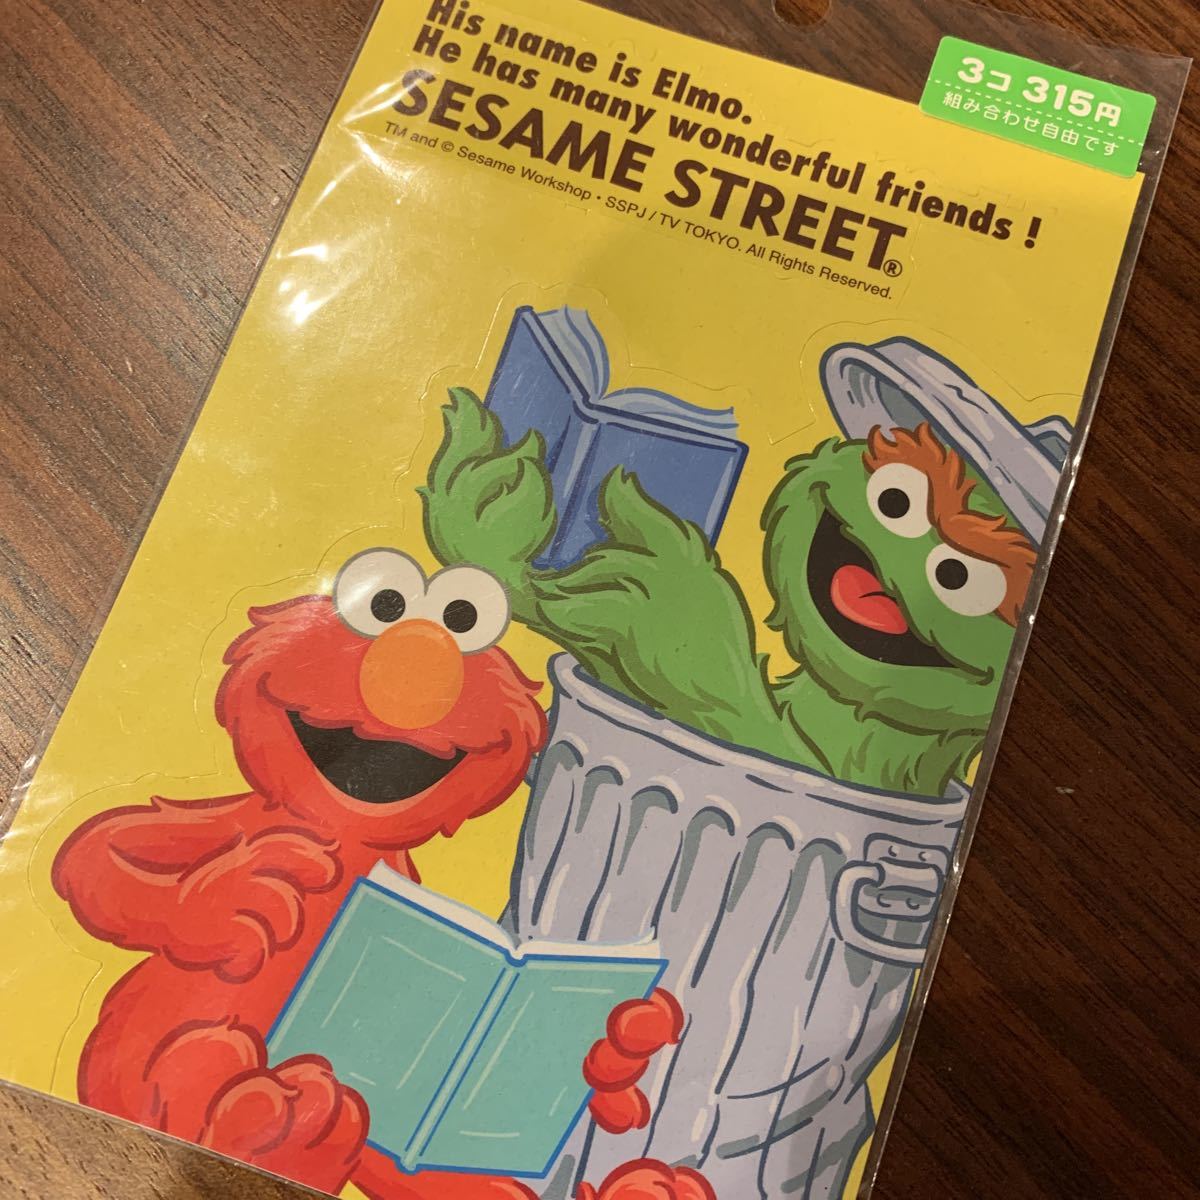 His name is Elmo.
He has many wonderful friends !
SESAME STREET®
TM and © Sesame Workshop・SSPJ / TV TOKYO. All Rights Reserved.
3コ 315円
組み合わせ自由です